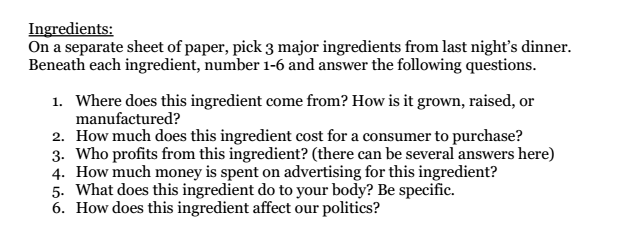 Ingredients:
On a separate sheet of paper, pick 3 major ingredients from last night's dinner.
Beneath each ingredient, number 1-6 and answer the following questions.
1. Where does this ingredient come from? How is it grown, raised, or
manufactured?
2. How much does this ingredient cost for a consumer to purchase?
3. Who profits from this ingredient? (there can be several answers here)
4. How much money is spent on advertising for this ingredient?
5. What does this ingredient do to your body? Be specific.
6. How does this ingredient affect our politics?